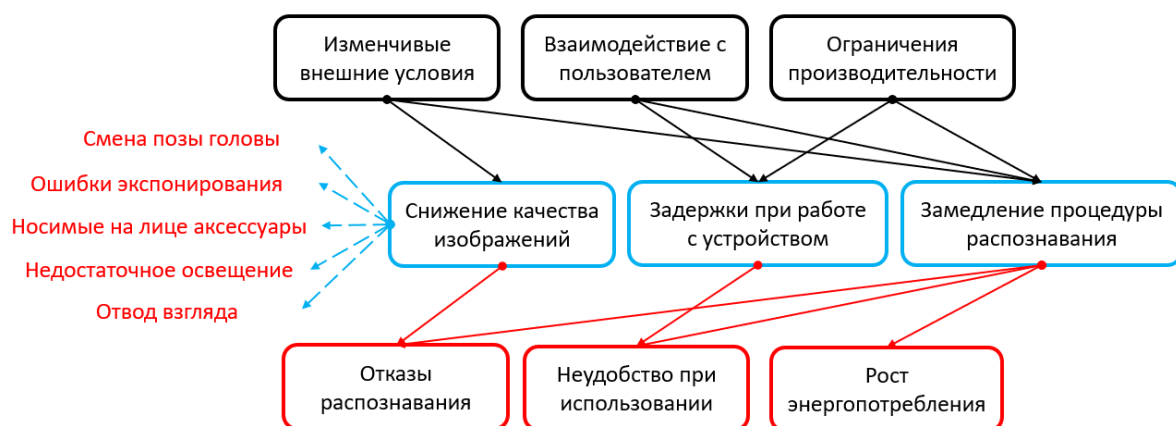 Изменчивые
внешние условия
Взаимодействие с
пользователем
Ограничения
производительности
Смена позы головы
Ошибки экспонирования
Носимые на лице аксессуары
Недостаточное освещение
Отвод взгляда
Снижение качества
изображений
Задержки при работе
с устройством
Замедление процедуры
распознавания
Отказы
распознавания
Неудобство при
использовании
Рост
энергопотребления